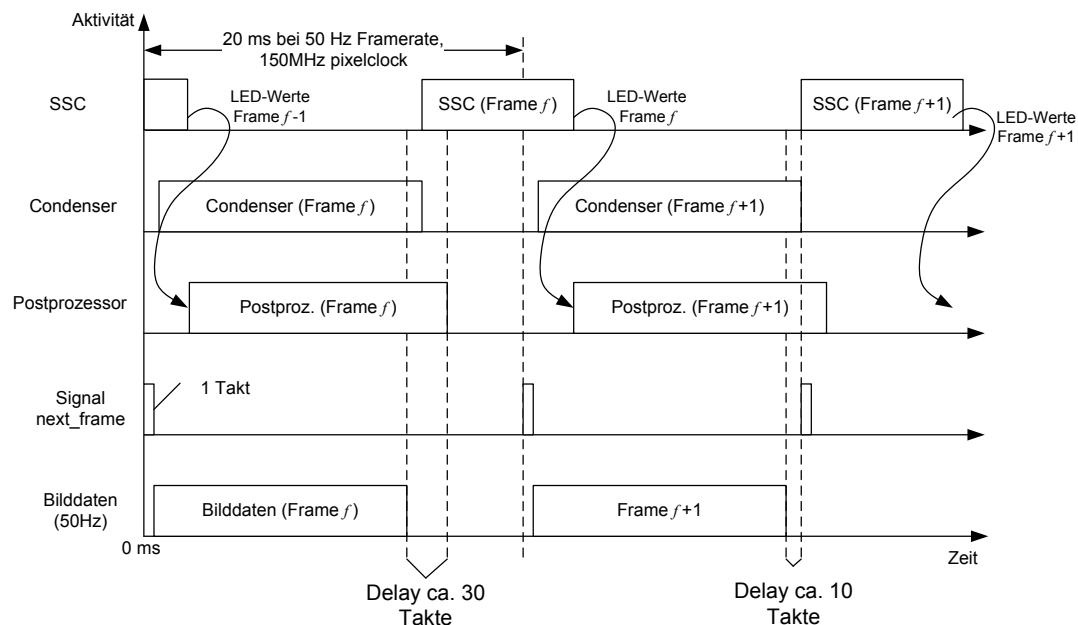 Aktivität
20 ms bei 50 Hz Framerate,
150MHz pixelclock
SSC
LED-Werte
Frame f-1
SSC (Frame f)
LED-Werte
Frame f
SSC (Frame f+1)
LED-Werte
Frame f+1
Condenser
Condenser (Frame f)
Condenser (Frame f+1)
Postprozessor
Postproz. (Frame f)
Postproz. (Frame f+1)
Signal
next_frame
1 Takt
Bilddaten
(50Hz)
Bilddaten (Frame f)
Frame f+1
0 ms
Zeit
Delay ca. 30
Takte
Delay ca. 10
Takte